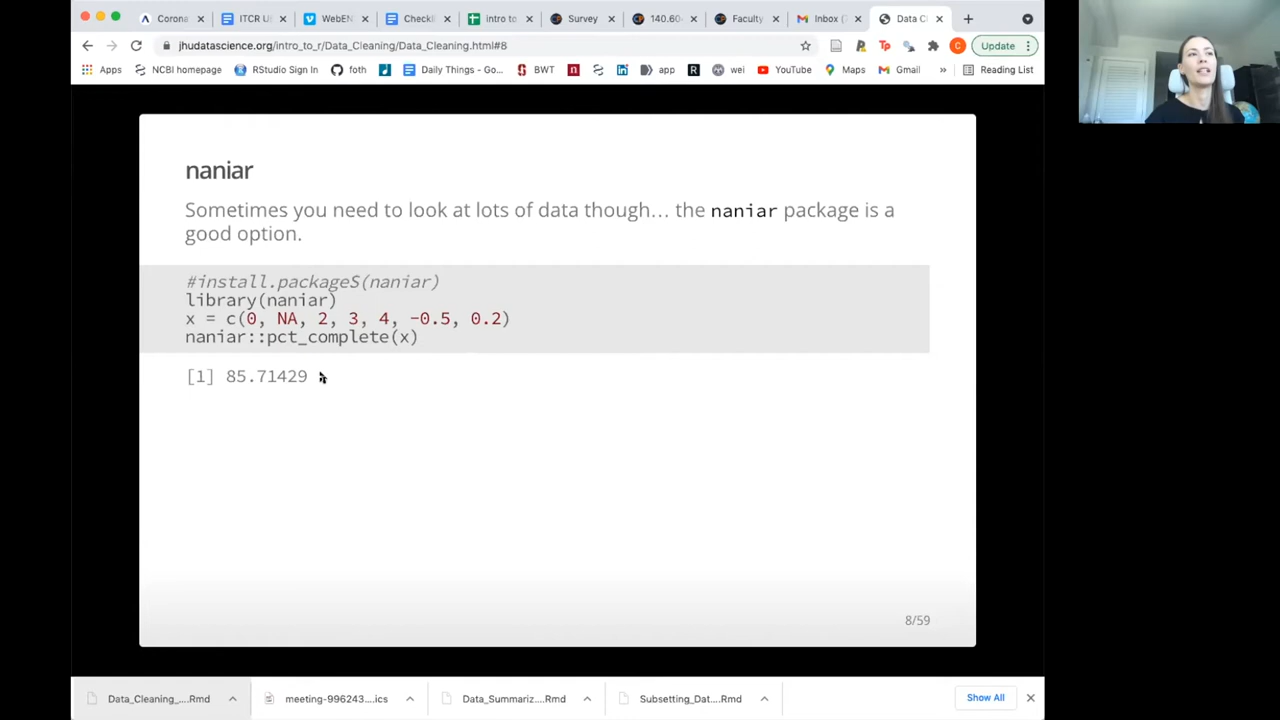 Corona
ITCR U
WebEN
Checkl
intro to
Survey
140.60
Faculty
Inbox (
Data Cl
jhudatascience.org/intro_to_r/Data_Cleaning/Data_Cleaning.html#8
Update
Apps
NCBI homepage
RStudio Sign In
foth
Daily Things - Go...
BWT
app
wei
YouTube
Maps
Gmail
»
Reading List
naniar
Sometimes you need to look at lots of data though… the naniar package is a
good option.
#install.packageS(naniar)
library(naniar)
x = c(0, NA, 2, 3, 4, -0.5, 0.2)
naniar::pct_complete(x)
[1] 85.71429
8/59
Data_Cleaning_....Rmd
meeting-996243....ics
Data_Summariz....Rmd
Subsetting_Dat....Rmd
Show All